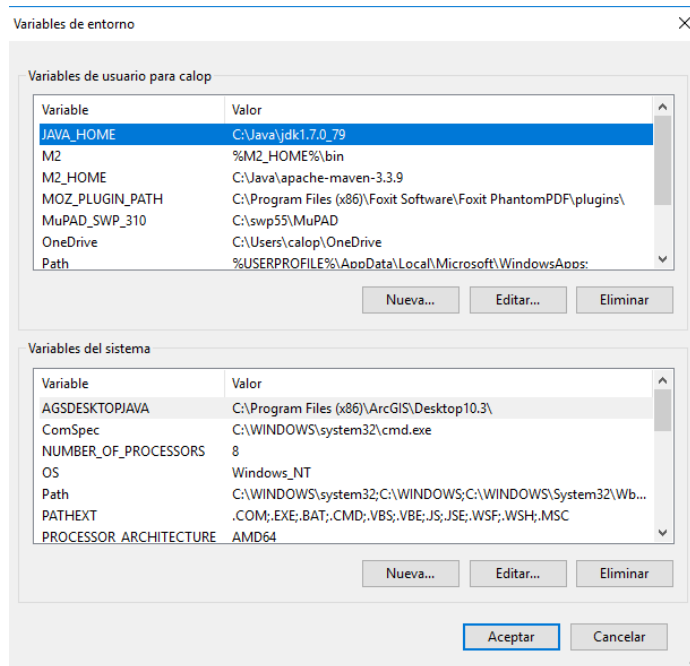 Variables de entorno
Variables de usuario para calop
Variable Valor
JAVA_HOME C:\Java\jdk1.7.0_79
M2 %M2_HOME%\bin
M2_HOME C:\Java\apache-maven-3.3.9
MOZ_PLUGIN_PATH C:\Program Files (x86)\Foxit Software\Foxit PhantomPDF\plugins\
MuPAD_SWP_310 C:\swp55\MuPAD
OneDrive C:\Users\calop\OneDrive
Path %USERPROFILE%\AppData\Local\Microsoft\WindowsApps;
Nueva... Editar... Eliminar
Variables del sistema
Variable Valor
AGSDESKTOPJAVA C:\Program Files (x86)\ArcGIS\Desktop10.3\
ComSpec C:\WINDOWS\system32\cmd.exe
NUMBER_OF_PROCESSORS 8
OS Windows_NT
Path C:\WINDOWS\system32;C:\WINDOWS;C:\WINDOWS\System32\Wb...
PATHEXT .COM;.EXE;.BAT;.CMD;.VBS;.VBE;.JS;.JSE;.WSF;.WSH;.MSC
PROCESSOR_ARCHITECTURE AMD64
Nueva... Editar... Eliminar
Aceptar Cancelar